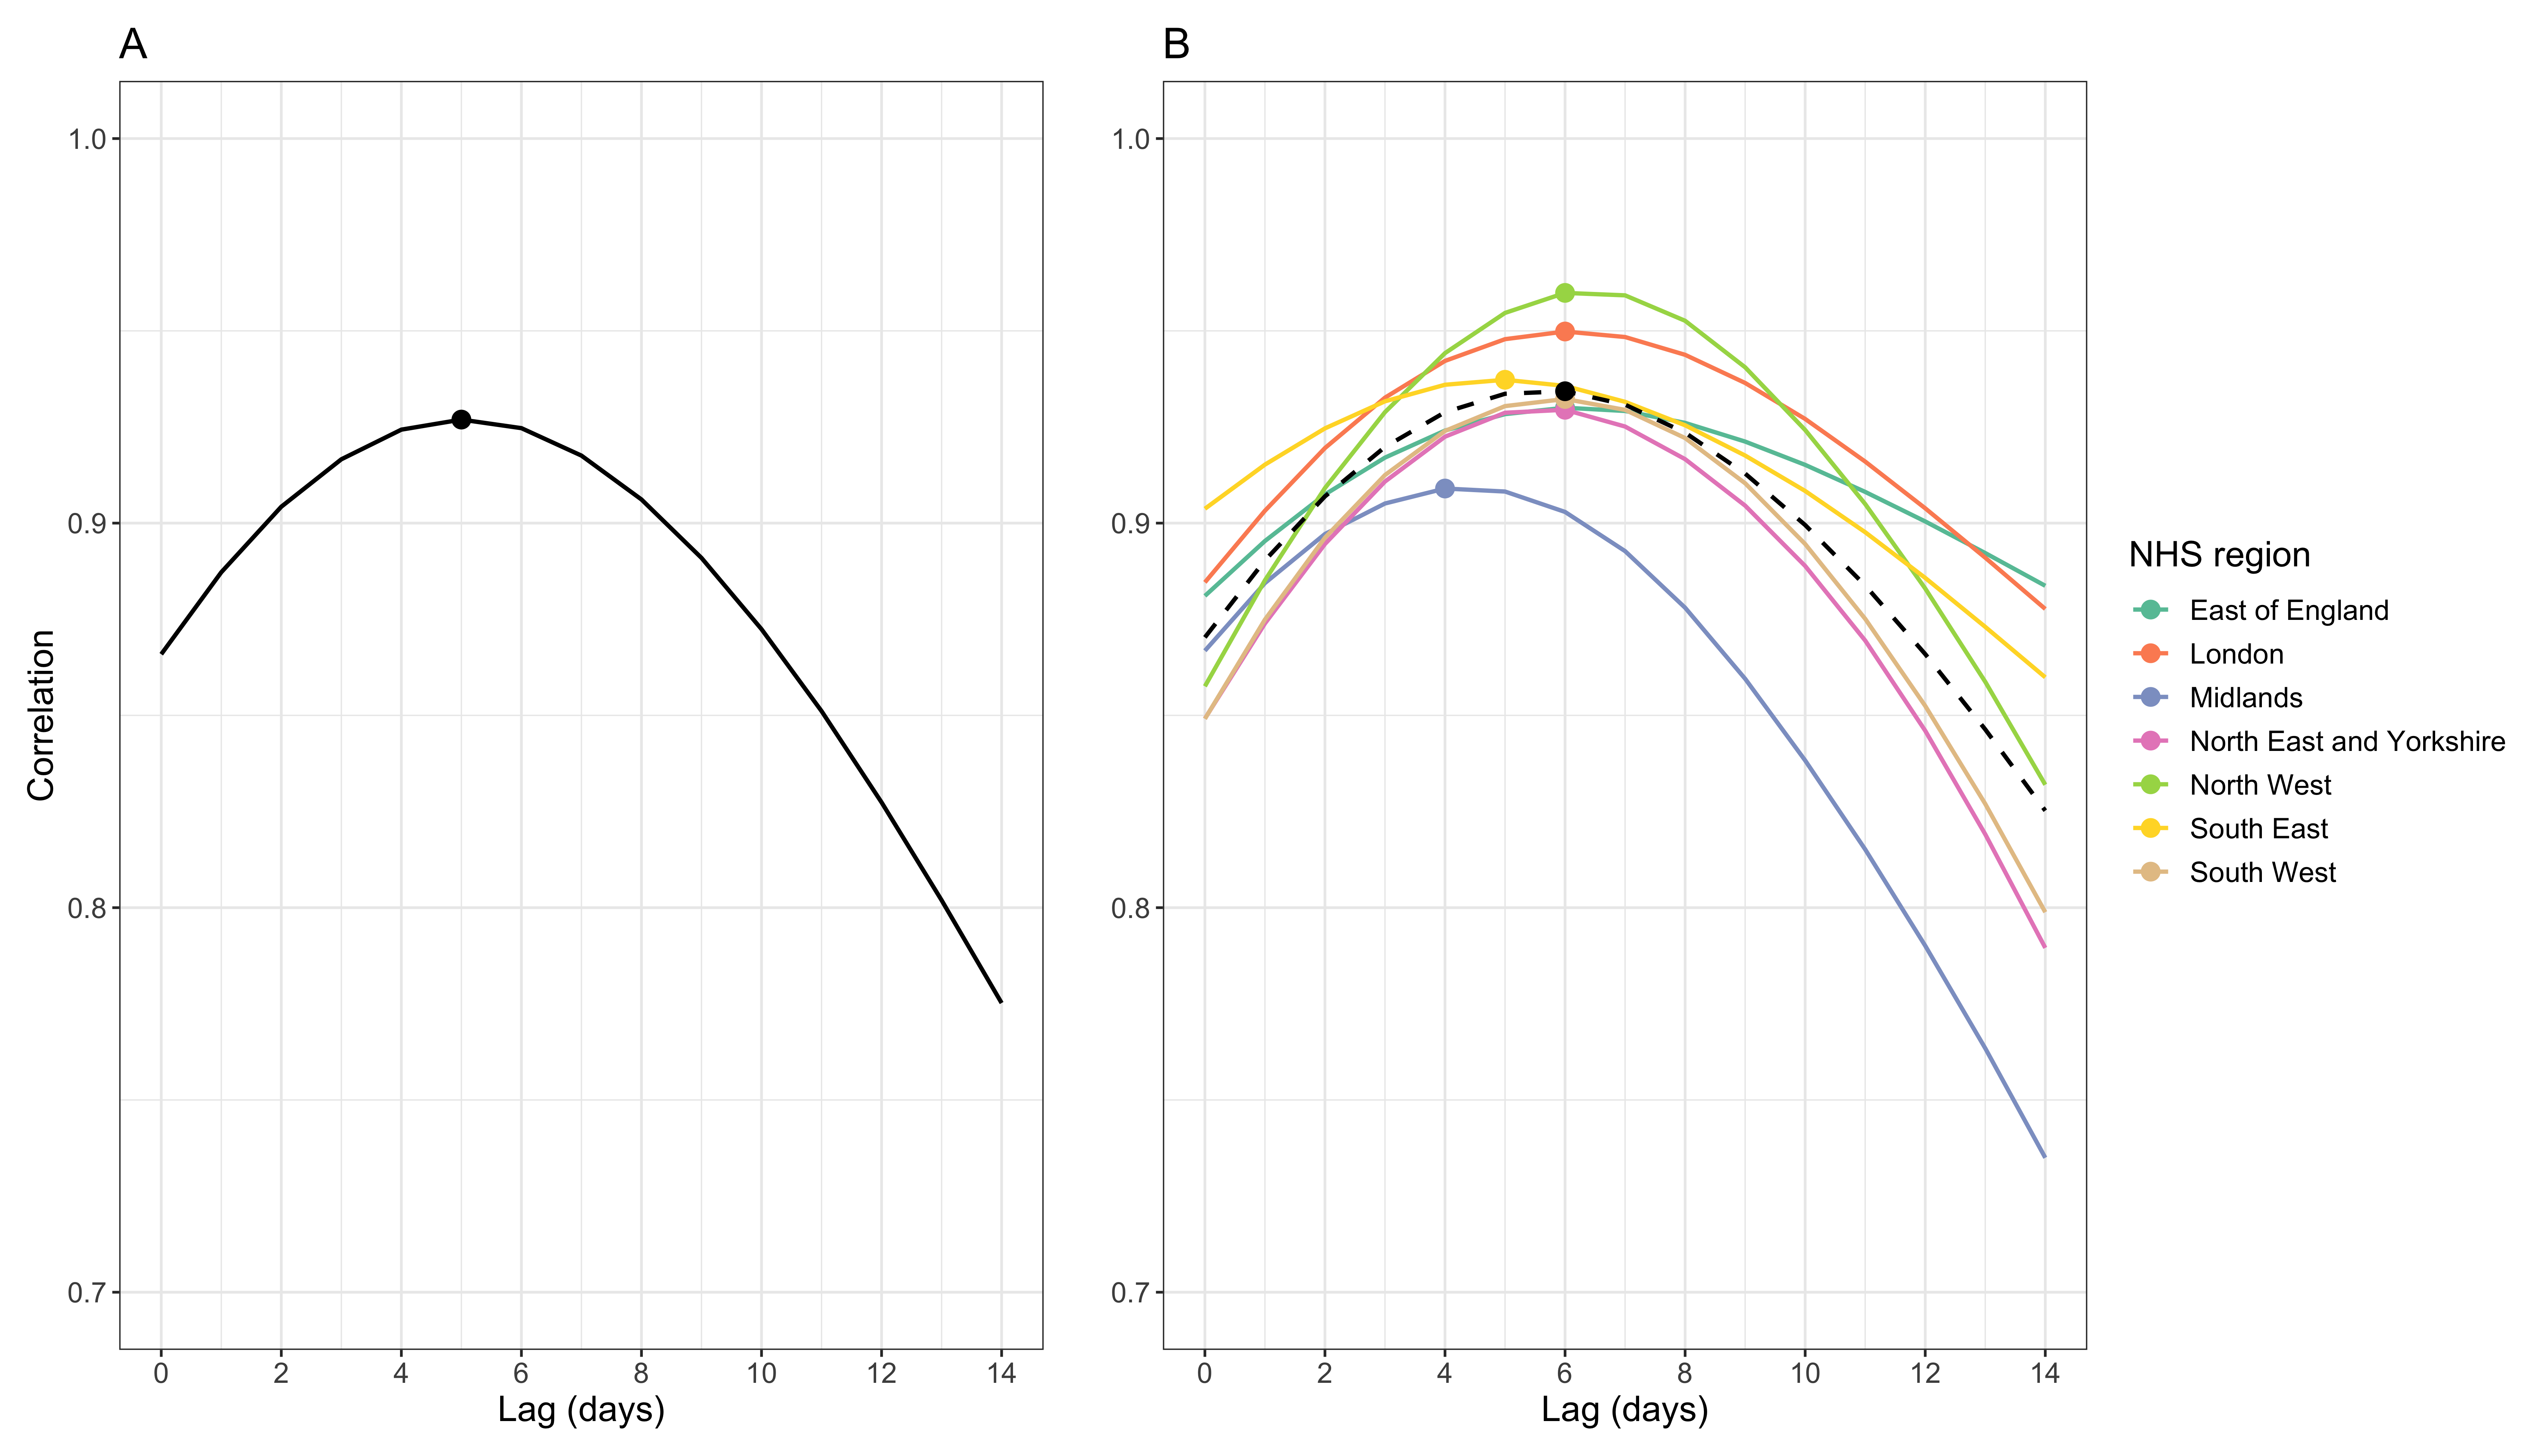 A
B
1.0
0.9
0.8
0.7
Correlation
0 2 4 6 8 10 12 14
Lag (days)
1.0
0.9
0.8
0.7
0 2 4 6 8 10 12 14
Lag (days)
NHS region
East of England
London
Midlands
North East and Yorkshire
North West
South East
South West